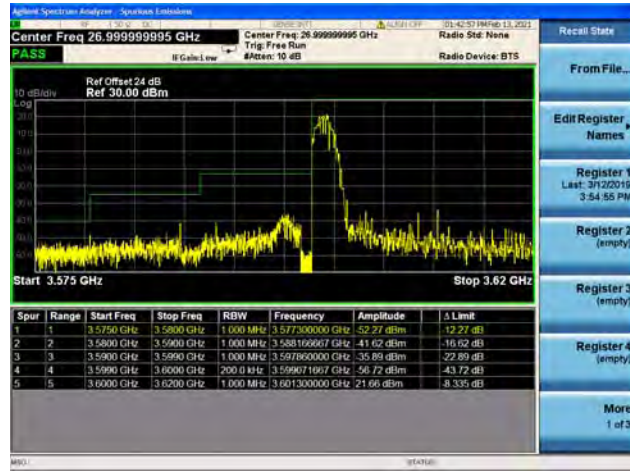 Agilent Spectrum Analyzer - Spurious Emissions
RF 50 Ω DC SENSE:INT ALIGN OFF 01:42:57 PM Feb 13, 2021
Center Freq 26.999999995 GHz
Center Freq: 26.999999995 GHz
Radio Std: None
PASS
Trig: Free Run
IFGain:Low
#Atten: 10 dB
Radio Device: BTS
Ref Offset 24 dB
10 dB/div Ref 30.00 dBm
Log
20.0
10.0
Start 3.575 GHz Stop 3.62 GHz
Spur Range Start Freq Stop Freq RBW Frequency Amplitude Δ Limit
1 1 3.5750 GHz 3.5800 GHz 1.000 MHz 3.577300000 GHz -52.27 dBm -12.27 dB
2 2 3.5800 GHz 3.5900 GHz 1.000 MHz 3.588166667 GHz -41.62 dBm -16.62 dB
3 3 3.5900 GHz 3.5990 GHz 1.000 MHz 3.597860000 GHz -35.89 dBm -22.89 dB
4 4 3.5990 GHz 3.6000 GHz 200.0 kHz 3.599071667 GHz -56.72 dBm -43.72 dB
5 5 3.6000 GHz 3.6200 GHz 1.000 MHz 3.601300000 GHz 21.66 dBm -8.335 dB
MSG
STATUS
Recall State
From File...
Edit Register
Names
Register 1
Last: 3/12/2019
3:54:55 PM
Register 2
(empty)
Register 3
(empty)
Register 4
(empty)
More
1 of 3